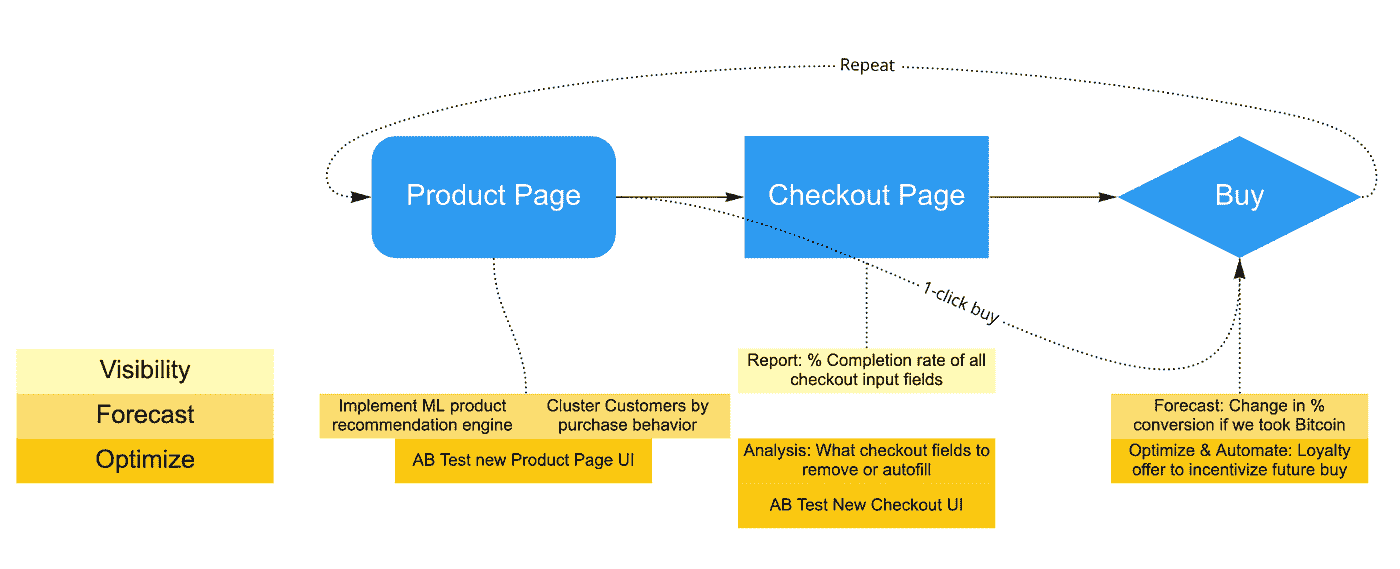 Repeat
Product Page
Checkout Page
Buy
1-click buy
Visibility
Forecast
Optimize
Implement ML product
recommendation engine
Cluster Customers by
purchase behavior
AB Test new Product Page UI
Report: % Completion rate of all
checkout input fields
Analysis: What checkout fields to
remove or autofill
AB Test New Checkout UI
Forecast: Change in %
conversion if we took Bitcoin
Optimize & Automate: Loyalty
offer to incentivize future buy